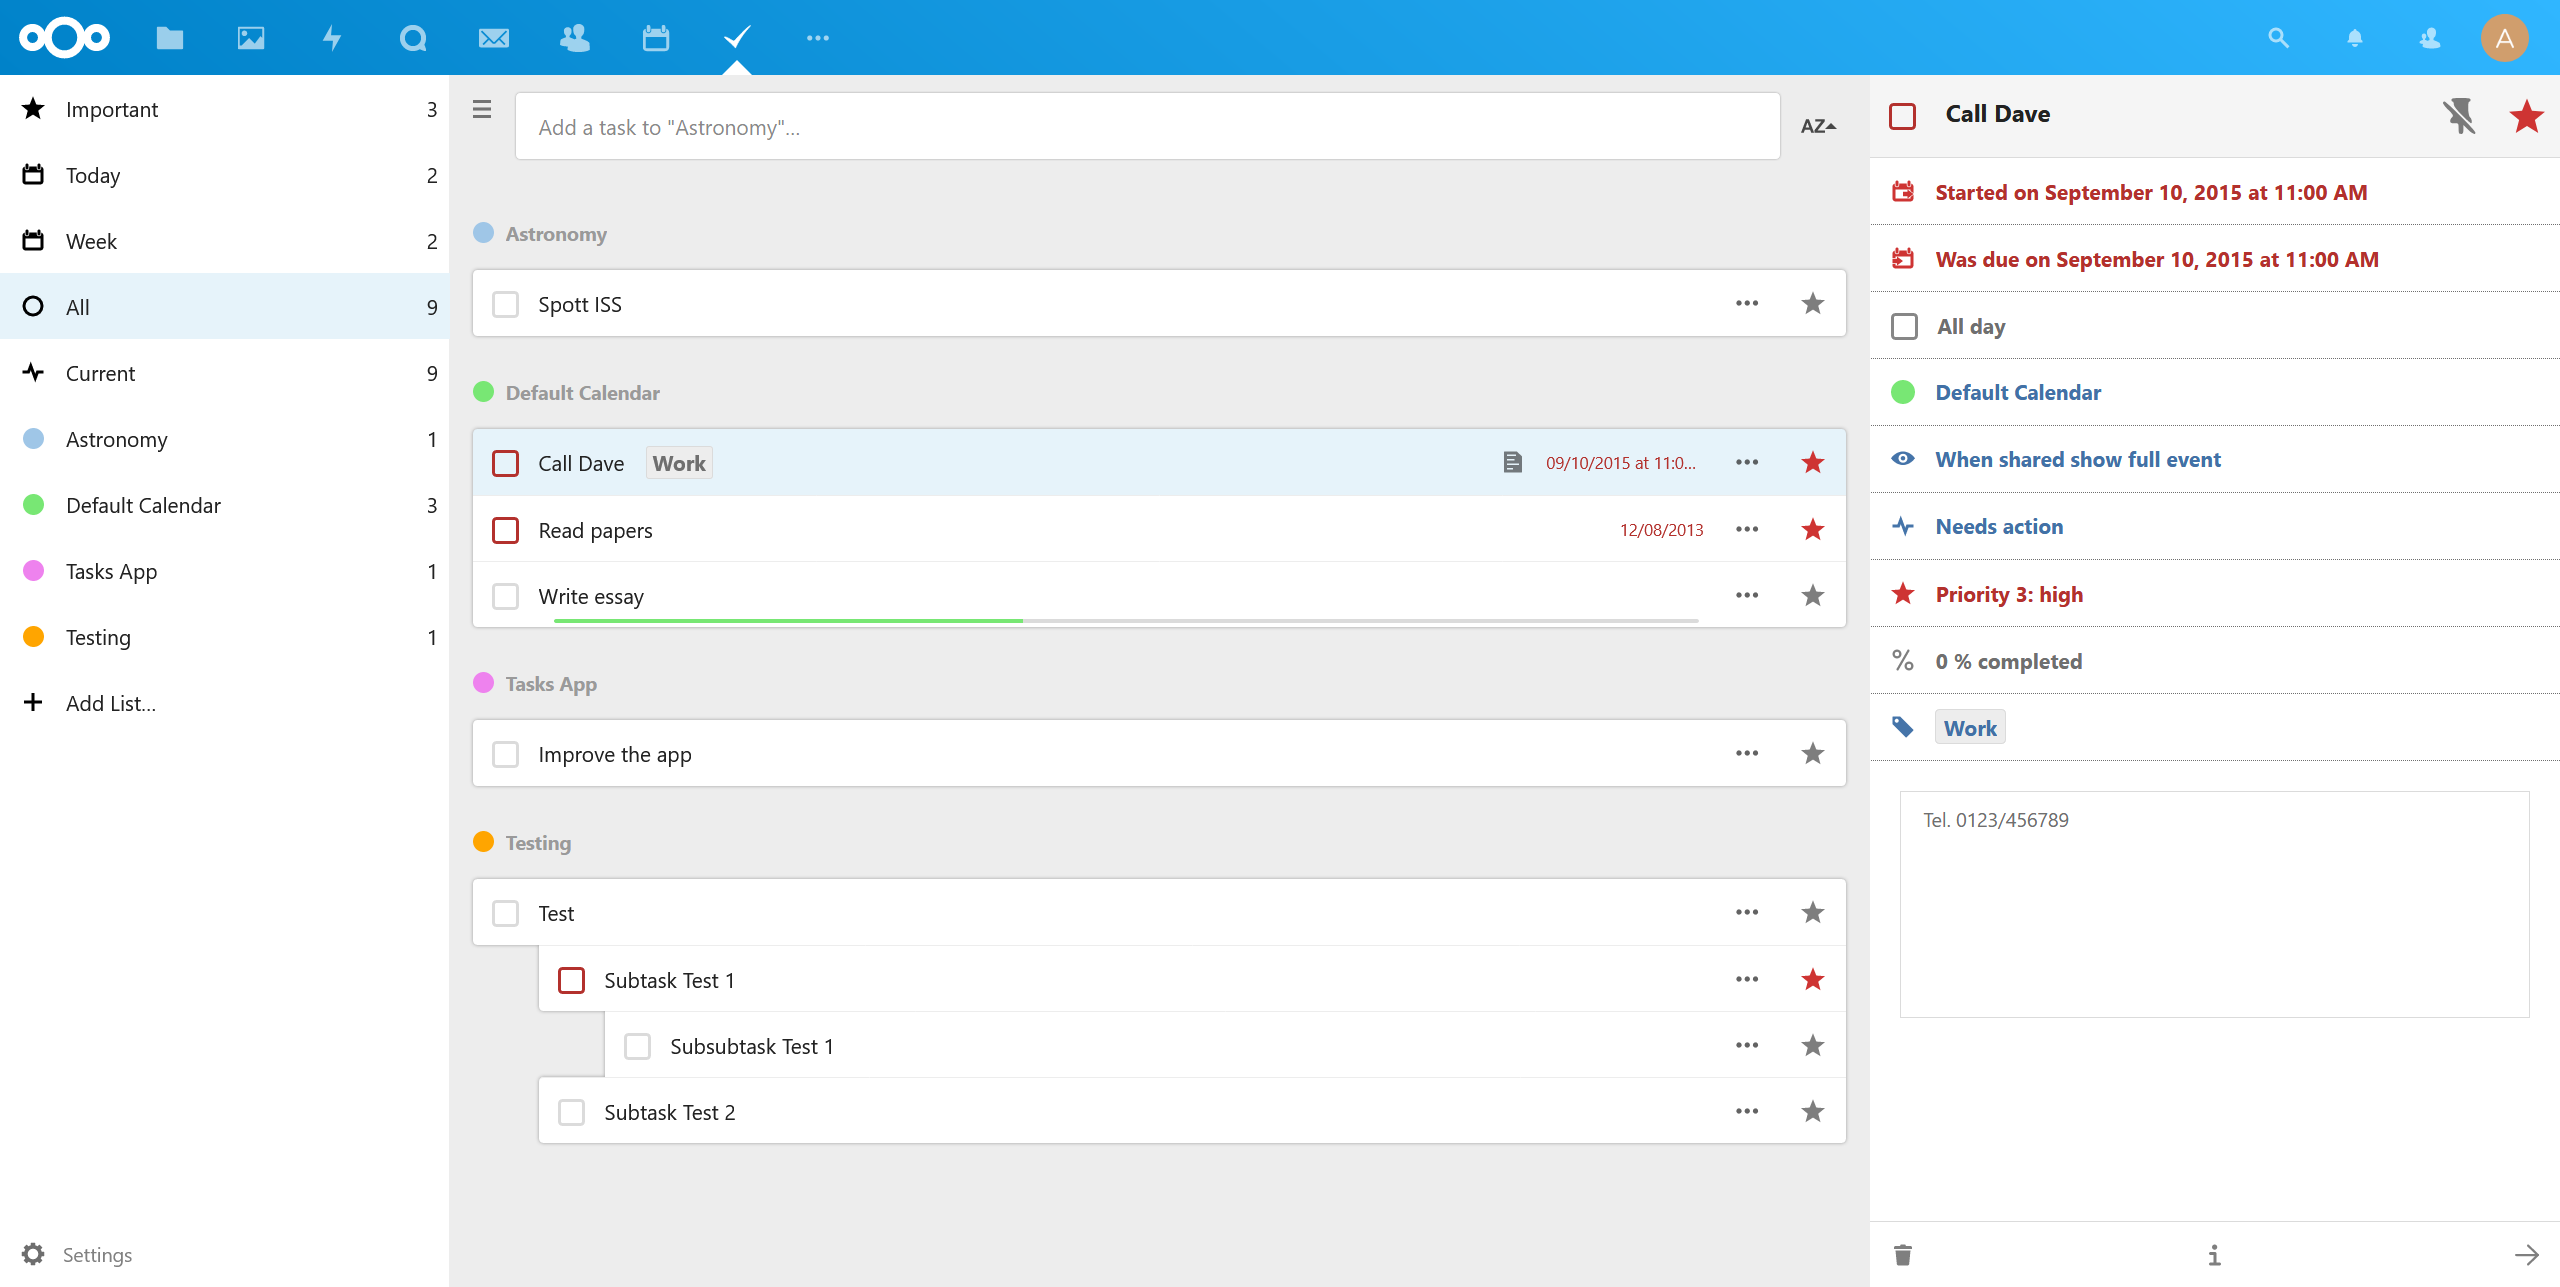 A
Important 3
Today 2
Week 2
All 9
Current 9
Astronomy 1
Default Calendar 3
Tasks App 1
Testing 1
Add List...
Settings
Add a task to "Astronomy"...
AZ
Astronomy
Spott ISS
Default Calendar
Call Dave Work 09/10/2015 at 11:0...
Read papers 12/08/2013
Write essay
Tasks App
Improve the app
Testing
Test
Subtask Test 1
Subsubtask Test 1
Subtask Test 2
Call Dave
Started on September 10, 2015 at 11:00 AM
Was due on September 10, 2015 at 11:00 AM
All day
Default Calendar
When shared show full event
Needs action
Priority 3: high
0 % completed
Work
Tel. 0123/456789